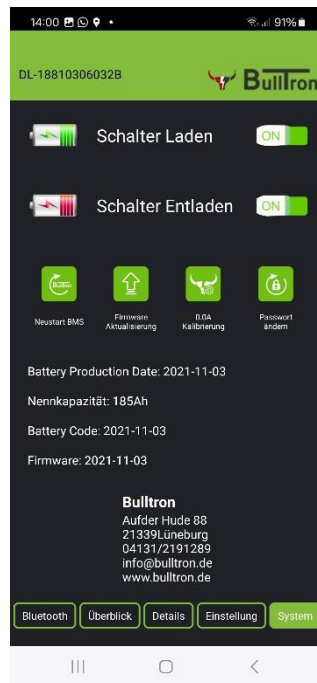 14:00
91%
DL-18810306032B
BullTron
Schalter Laden
ON
Schalter Entladen
ON
Neustart BMS
Firmware
Aktualisierung
0.0A
Kalibrierung
Passwort
ändern
Battery Production Date: 2021-11-03
Nennkapazität: 185Ah
Battery Code: 2021-11-03
Firmware: 2021-11-03
Bulltron
Aufder Hude 88
21339Lüneburg
04131/2191289
info@bulltron.de
www.bulltron.de
Bluetooth
Überblick
Details
Einstellung
System